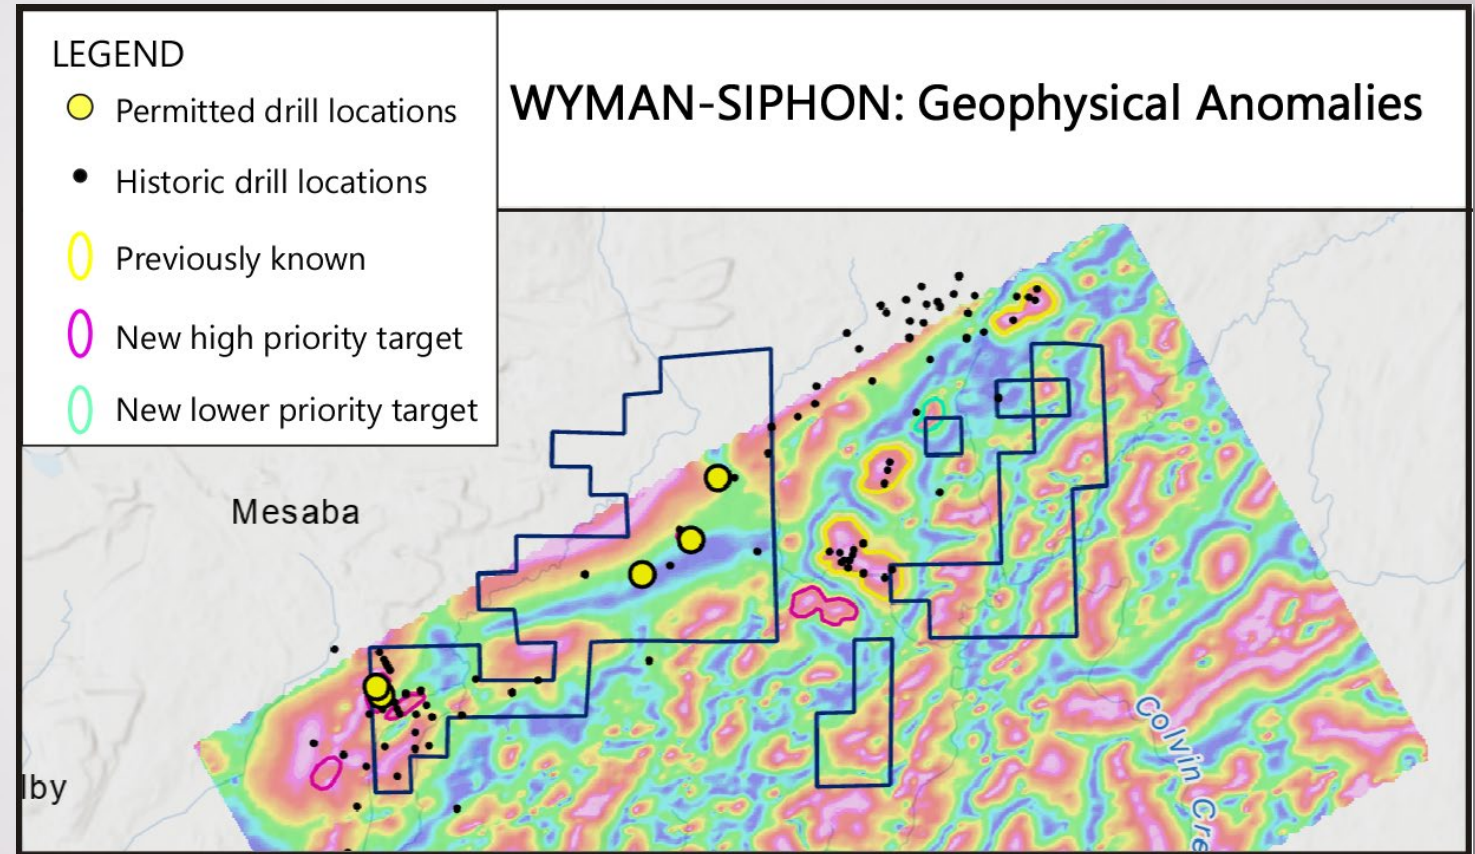 LEGEND
Permitted drill locations
Historic drill locations
Previously known
New high priority target
New lower priority target
WYMAN-SIPHON: Geophysical Anomalies
Mesaba
lby
Colvin Cre